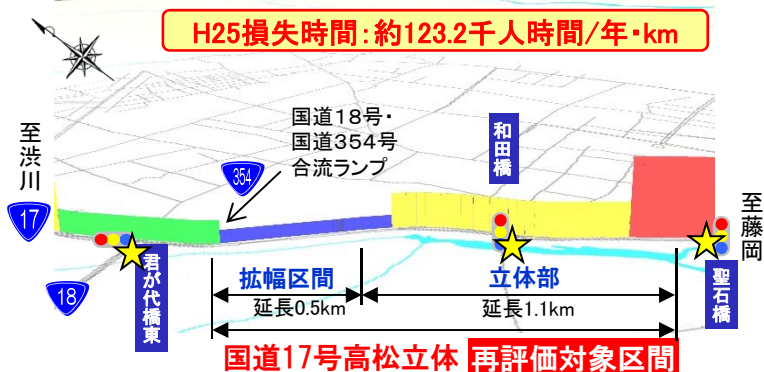 H25損失時間:約123.2千人時間/年・km
国道18号・
国道354号
合流ランプ
和田橋
至渋川
354
至藤岡
17
君が代橋東
18
聖石橋
拡幅区間
延長0.5km
立体部
延長1.1km
国道17号高松立体 再評価対象区間